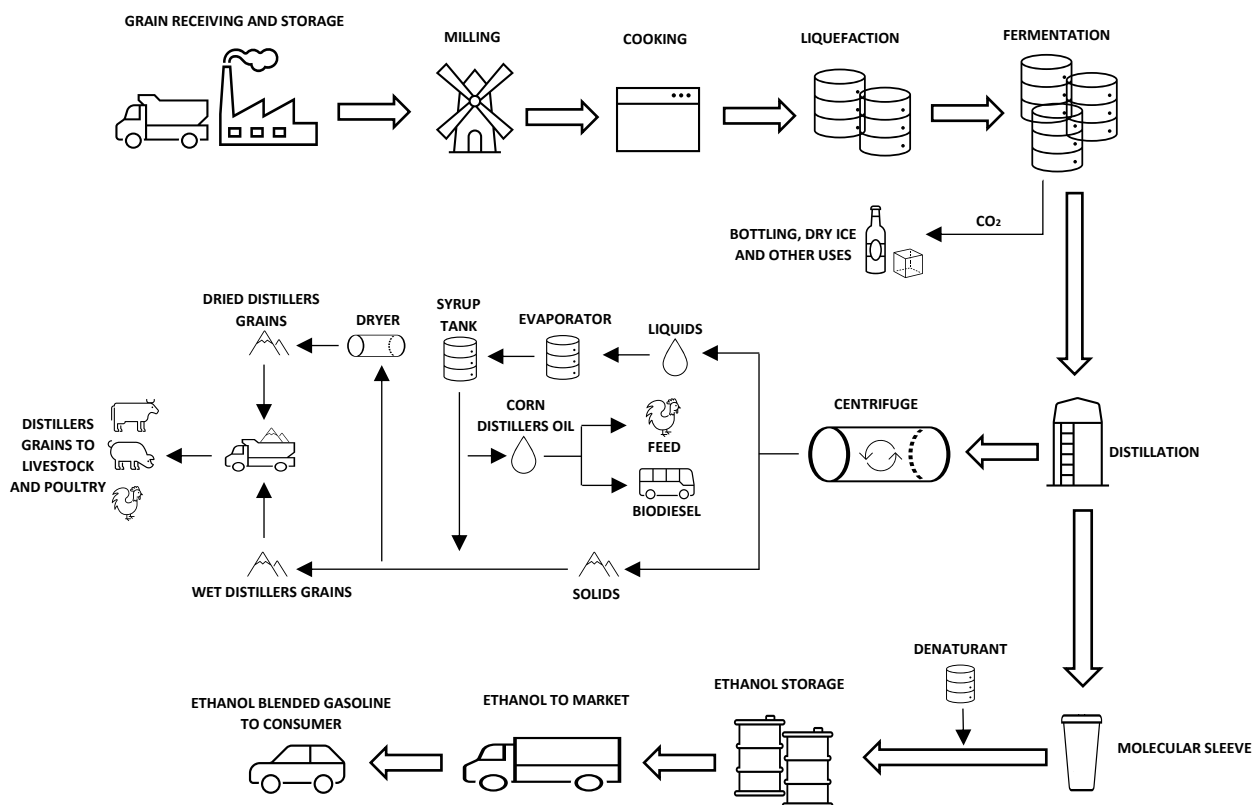 GRAIN RECEIVING AND STORAGE
MILLING
COOKING
LIQUEFACTION
FERMENTATION
CO2
BOTTLING, DRY ICE
AND OTHER USES
DRIED DISTILLERS
GRAINS
DRYER
SYRUP
TANK
EVAPORATOR
LIQUIDS
CORN
DISTILLERS OIL
FEED
BIODIESEL
CENTRIFUGE
DISTILLATION
DISTILLERS
GRAINS TO
LIVESTOCK
AND POULTRY
WET DISTILLERS GRAINS
SOLIDS
DENATURANT
ETHANOL BLENDED GASOLINE
TO CONSUMER
ETHANOL TO MARKET
ETHANOL STORAGE
MOLECULAR SLEEVE